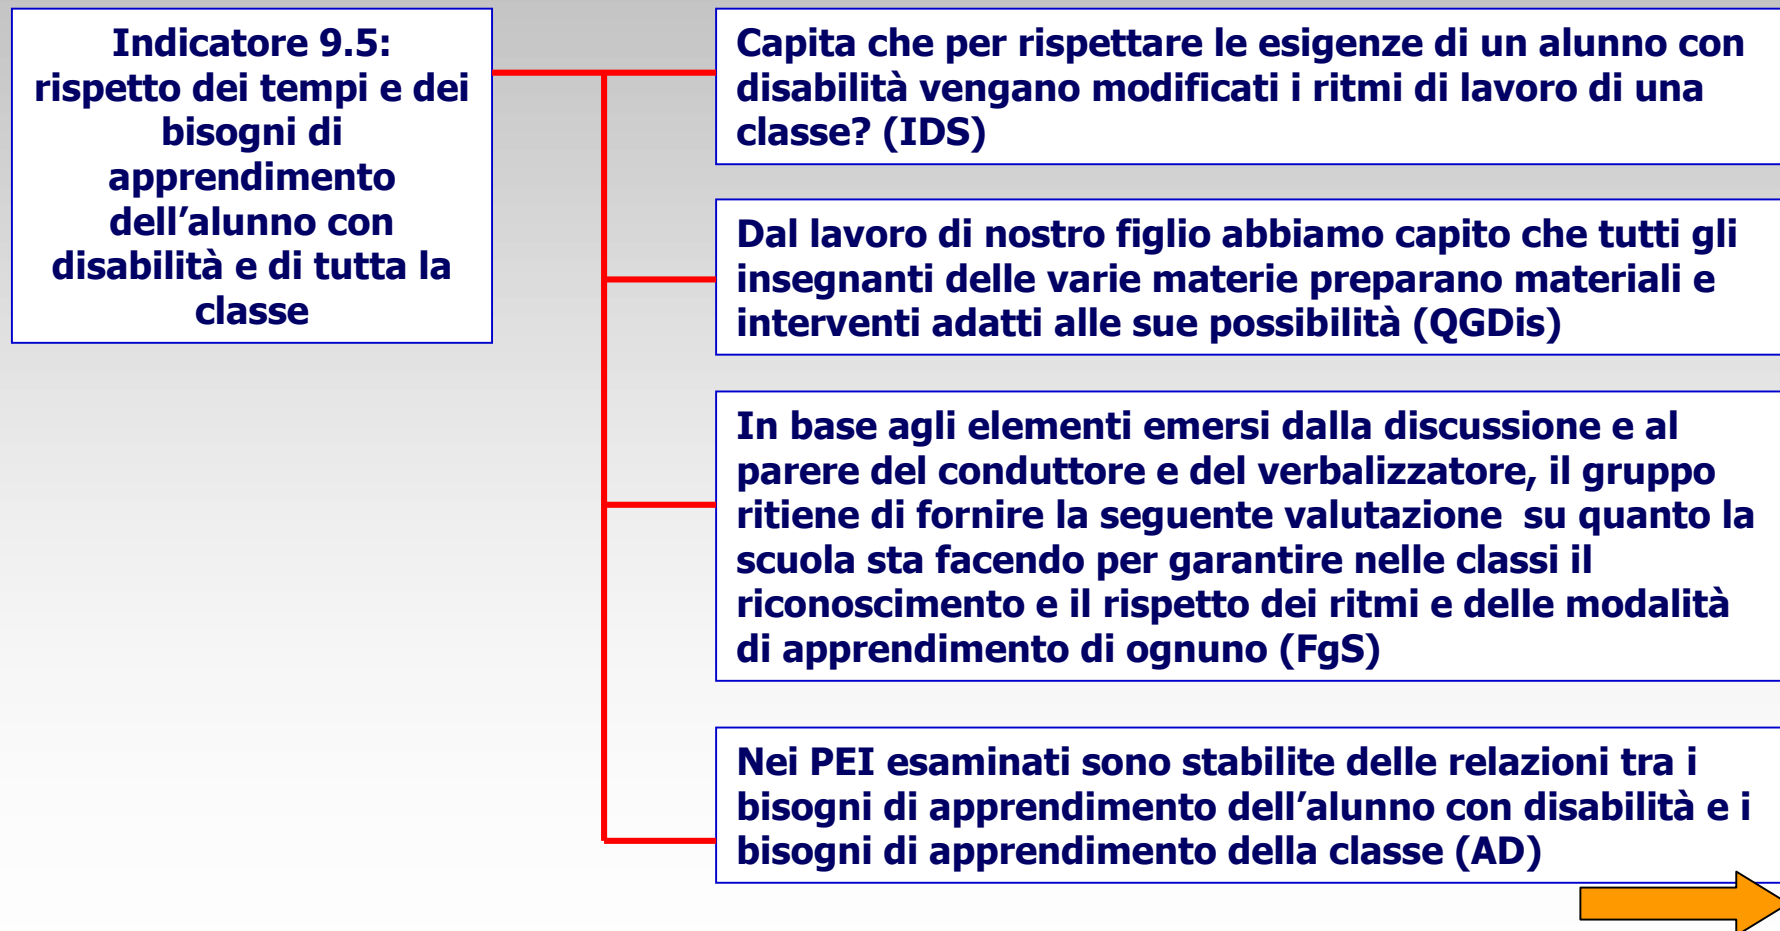 Indicatore 9.5:
rispetto dei tempi e dei
bisogni di
apprendimento
dell’alunno con
disabilità e di tutta la
classe
Capita che per rispettare le esigenze di un alunno con
disabilità vengano modificati i ritmi di lavoro di una
classe? (IDS)
Dal lavoro di nostro figlio abbiamo capito che tutti gli
insegnanti delle varie materie preparano materiali e
interventi adatti alle sue possibilità (QGDis)
In base agli elementi emersi dalla discussione e al
parere del conduttore e del verbalizzatore, il gruppo
ritiene di fornire la seguente valutazione  su quanto la
scuola sta facendo per garantire nelle classi il
riconoscimento e il rispetto dei ritmi e delle modalità
di apprendimento di ognuno (FgS)
Nei PEI esaminati sono stabilite delle relazioni tra i
bisogni di apprendimento dell’alunno con disabilità e i
bisogni di apprendimento della classe (AD)